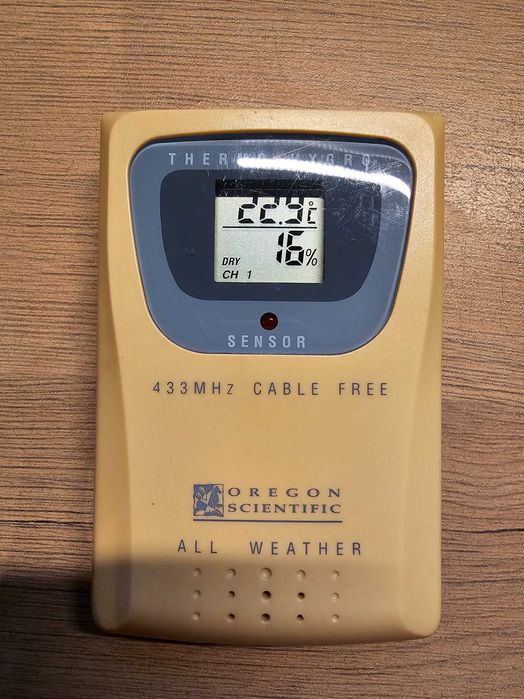 22.9°C
16%
DRY
CH 1
SENSOR
433MHz CABLE FREE
OREGON
SCIENTIFIC
ALL WEATHER